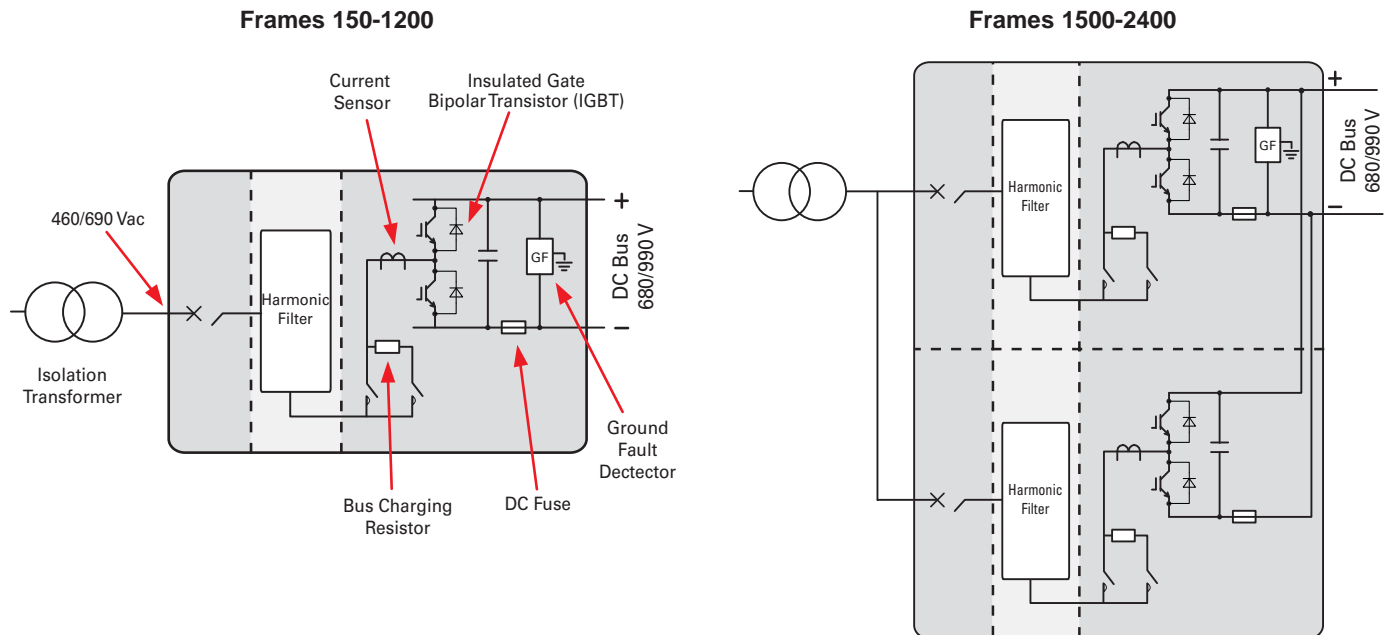 Frames 150-1200
Current
Sensor
Insulated Gate
Bipolar Transistor (IGBT)
460/690 Vac
Harmonic
Filter
GF
+
–
DC Bus
680/990 V
Isolation
Transformer
Bus Charging
Resistor
DC Fuse
Ground
Fault
Dectector
Frames 1500-2400
Harmonic
Filter
GF
+
–
DC Bus
680/990 V
Harmonic
Filter